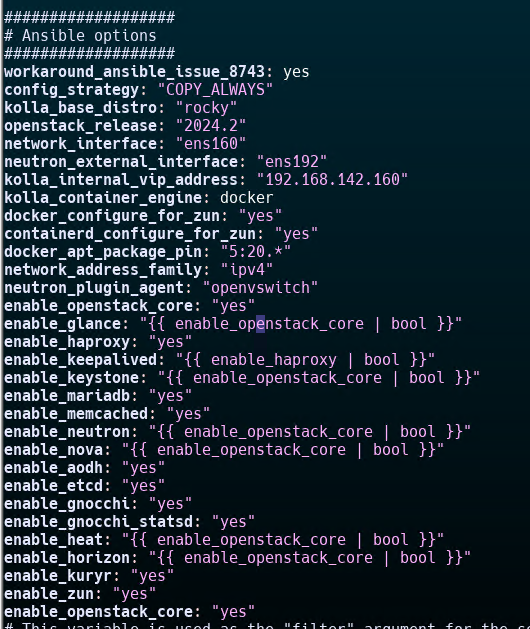 ###################
# Ansible options
###################
workaround_ansible_issue_8743: yes
config_strategy: "COPY_ALWAYS"
kolla_base_distro: "rocky"
openstack_release: "2024.2"
network_interface: "ens160"
neutron_external_interface: "ens192"
kolla_internal_vip_address: "192.168.142.160"
kolla_container_engine: docker
docker_configure_for_zun: "yes"
containerd_configure_for_zun: "yes"
docker_apt_package_pin: "5:20.*"
network_address_family: "ipv4"
neutron_plugin_agent: "openvswitch"
enable_openstack_core: "yes"
enable_glance: "{{ enable_openstack_core | bool }}"
enable_haproxy: "yes"
enable_keepalived: "{{ enable_haproxy | bool }}"
enable_keystone: "{{ enable_openstack_core | bool }}"
enable_mariadb: "yes"
enable_memcached: "yes"
enable_neutron: "{{ enable_openstack_core | bool }}"
enable_nova: "{{ enable_openstack_core | bool }}"
enable_aodh: "yes"
enable_etcd: "yes"
enable_gnocchi: "yes"
enable_gnocchi_statsd: "yes"
enable_heat: "{{ enable_openstack_core | bool }}"
enable_horizon: "{{ enable_openstack_core | bool }}"
enable_kuryr: "yes"
enable_zun: "yes"
enable_openstack_core: "yes"
# This variable is used as the "filter" argument for the